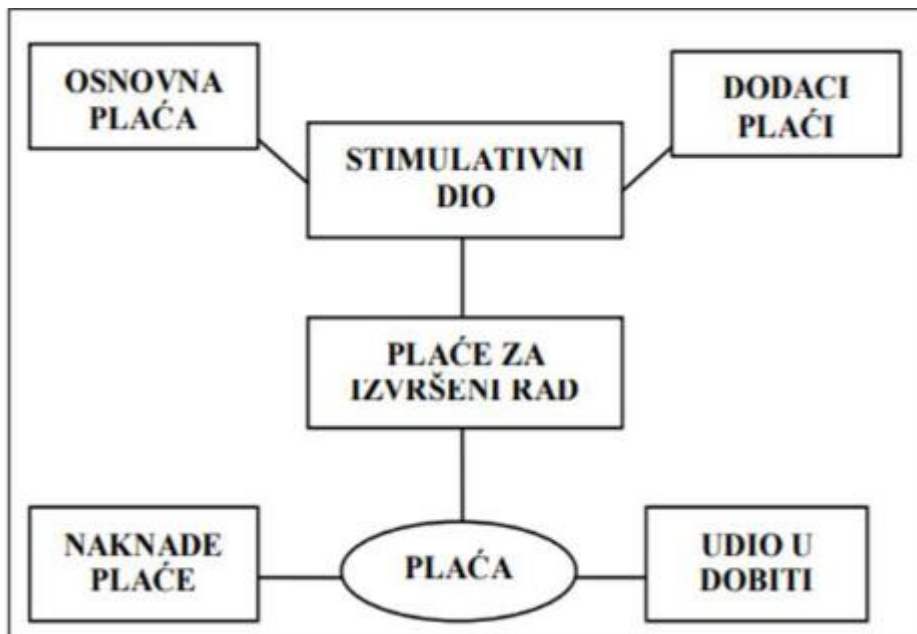 OSNOVNA
PLAĆA
DODACI
PLAĆI
STIMULATIVNI
DIO
PLAĆE ZA
IZVRŠENI RAD
NAKNADE
PLAĆE
PLAĆA
UDIO U
DOBITI